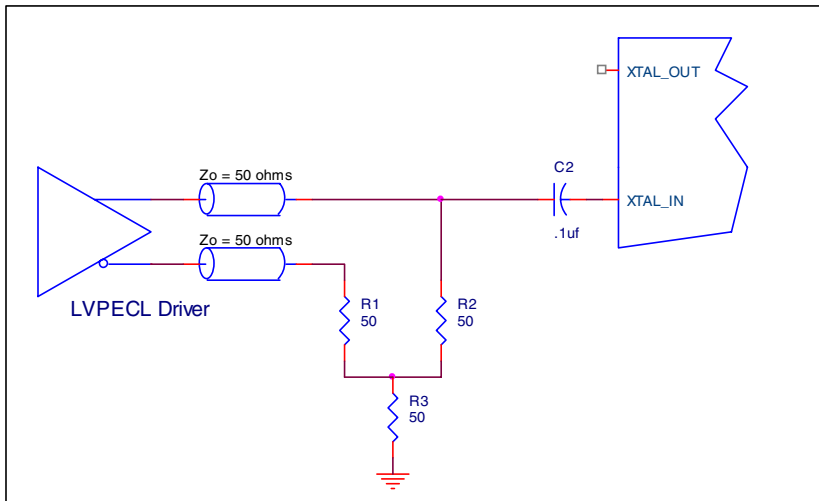 XTAL_OUT
Zo = 50 ohms
C2
XTAL_IN
.1uf
Zo = 50 ohms
LVPECL Driver
R1
50
R2
50
R3
50